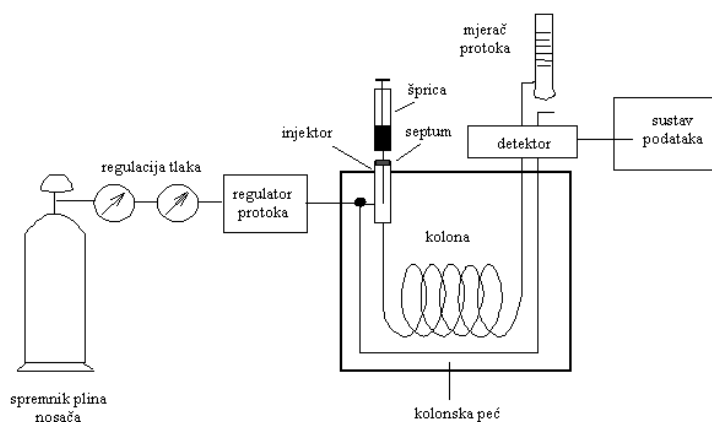 mjerač
protoka
šprica
injektor
septum
detektor
sustav
podataka
regulacija tlaka
regulator
protoka
kolona
spremnik plina
nosača
kolonska peć